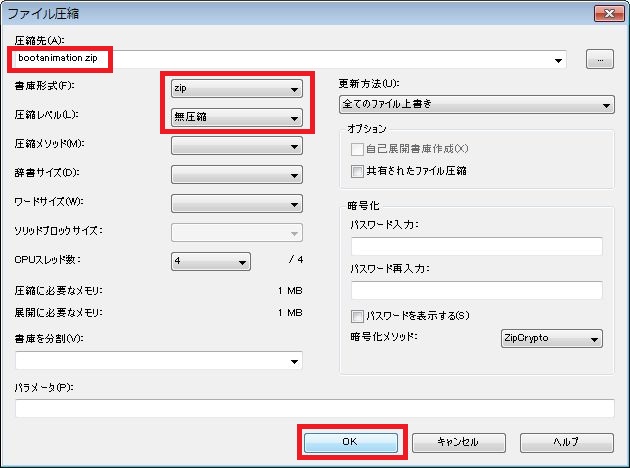 ファイル圧縮
圧縮先(A):
bootanimation.zip
...
書庫形式(F):
zip
圧縮レベル(L):
無圧縮
圧縮メソッド(M):
辞書サイズ(D):
ワードサイズ(W):
ソリッドブロックサイズ:
CPUスレッド数:
4
/ 4
圧縮に必要なメモリ:
1 MB
展開に必要なメモリ:
1 MB
書庫を分割(V):
パラメータ(P):
更新方法(U):
全てのファイル上書き
オプション
自己展開書庫作成(X)
共有されたファイル圧縮
暗号化
パスワード入力:
パスワード再入力:
パスワードを表示する(S)
暗号化メソッド:
ZipCrypto
OK
キャンセル
ヘルプ